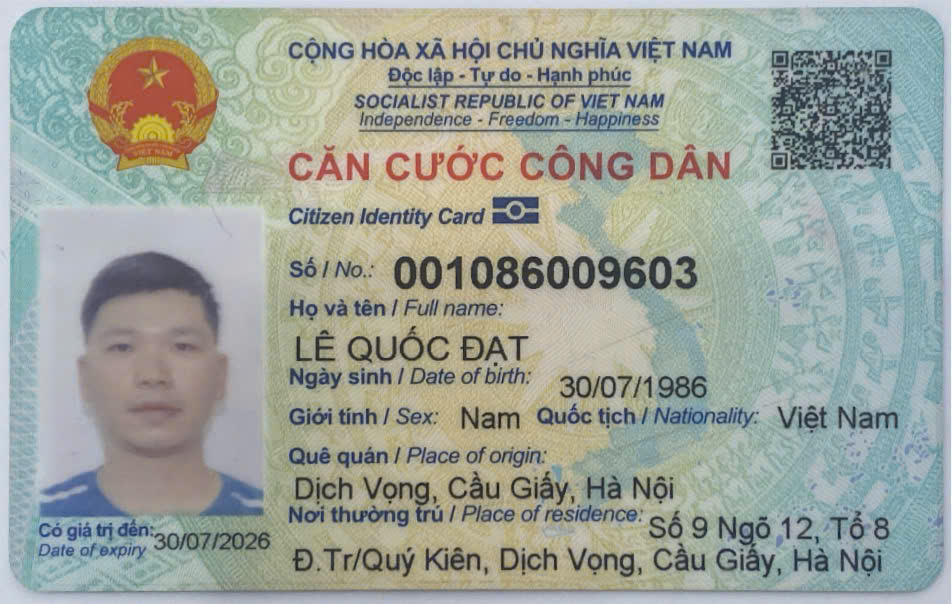 CỘNG HÒA XÃ HỘI CHỦ NGHĨA VIỆT NAM
Độc lập - Tự do - Hạnh phúc
SOCIALIST REPUBLIC OF VIET NAM
Independence - Freedom - Happiness
VIỆT NAM
CĂN CƯỚC CÔNG DÂN
Citizen Identity Card
Số / No.: 001086009603
Họ và tên / Full name:
LÊ QUỐC ĐẠT
Ngày sinh / Date of birth: 30/07/1986
Giới tính / Sex: Nam Quốc tịch / Nationality: Việt Nam
Quê quán / Place of origin:
Dịch Vọng, Cầu Giấy, Hà Nội
Nơi thường trú / Place of residence: Số 9 Ngõ 12, Tổ 8
Đ.Tr/Quý Kiên, Dịch Vọng, Cầu Giấy, Hà Nội
Có giá trị đến: 30/07/2026
Date of expiry